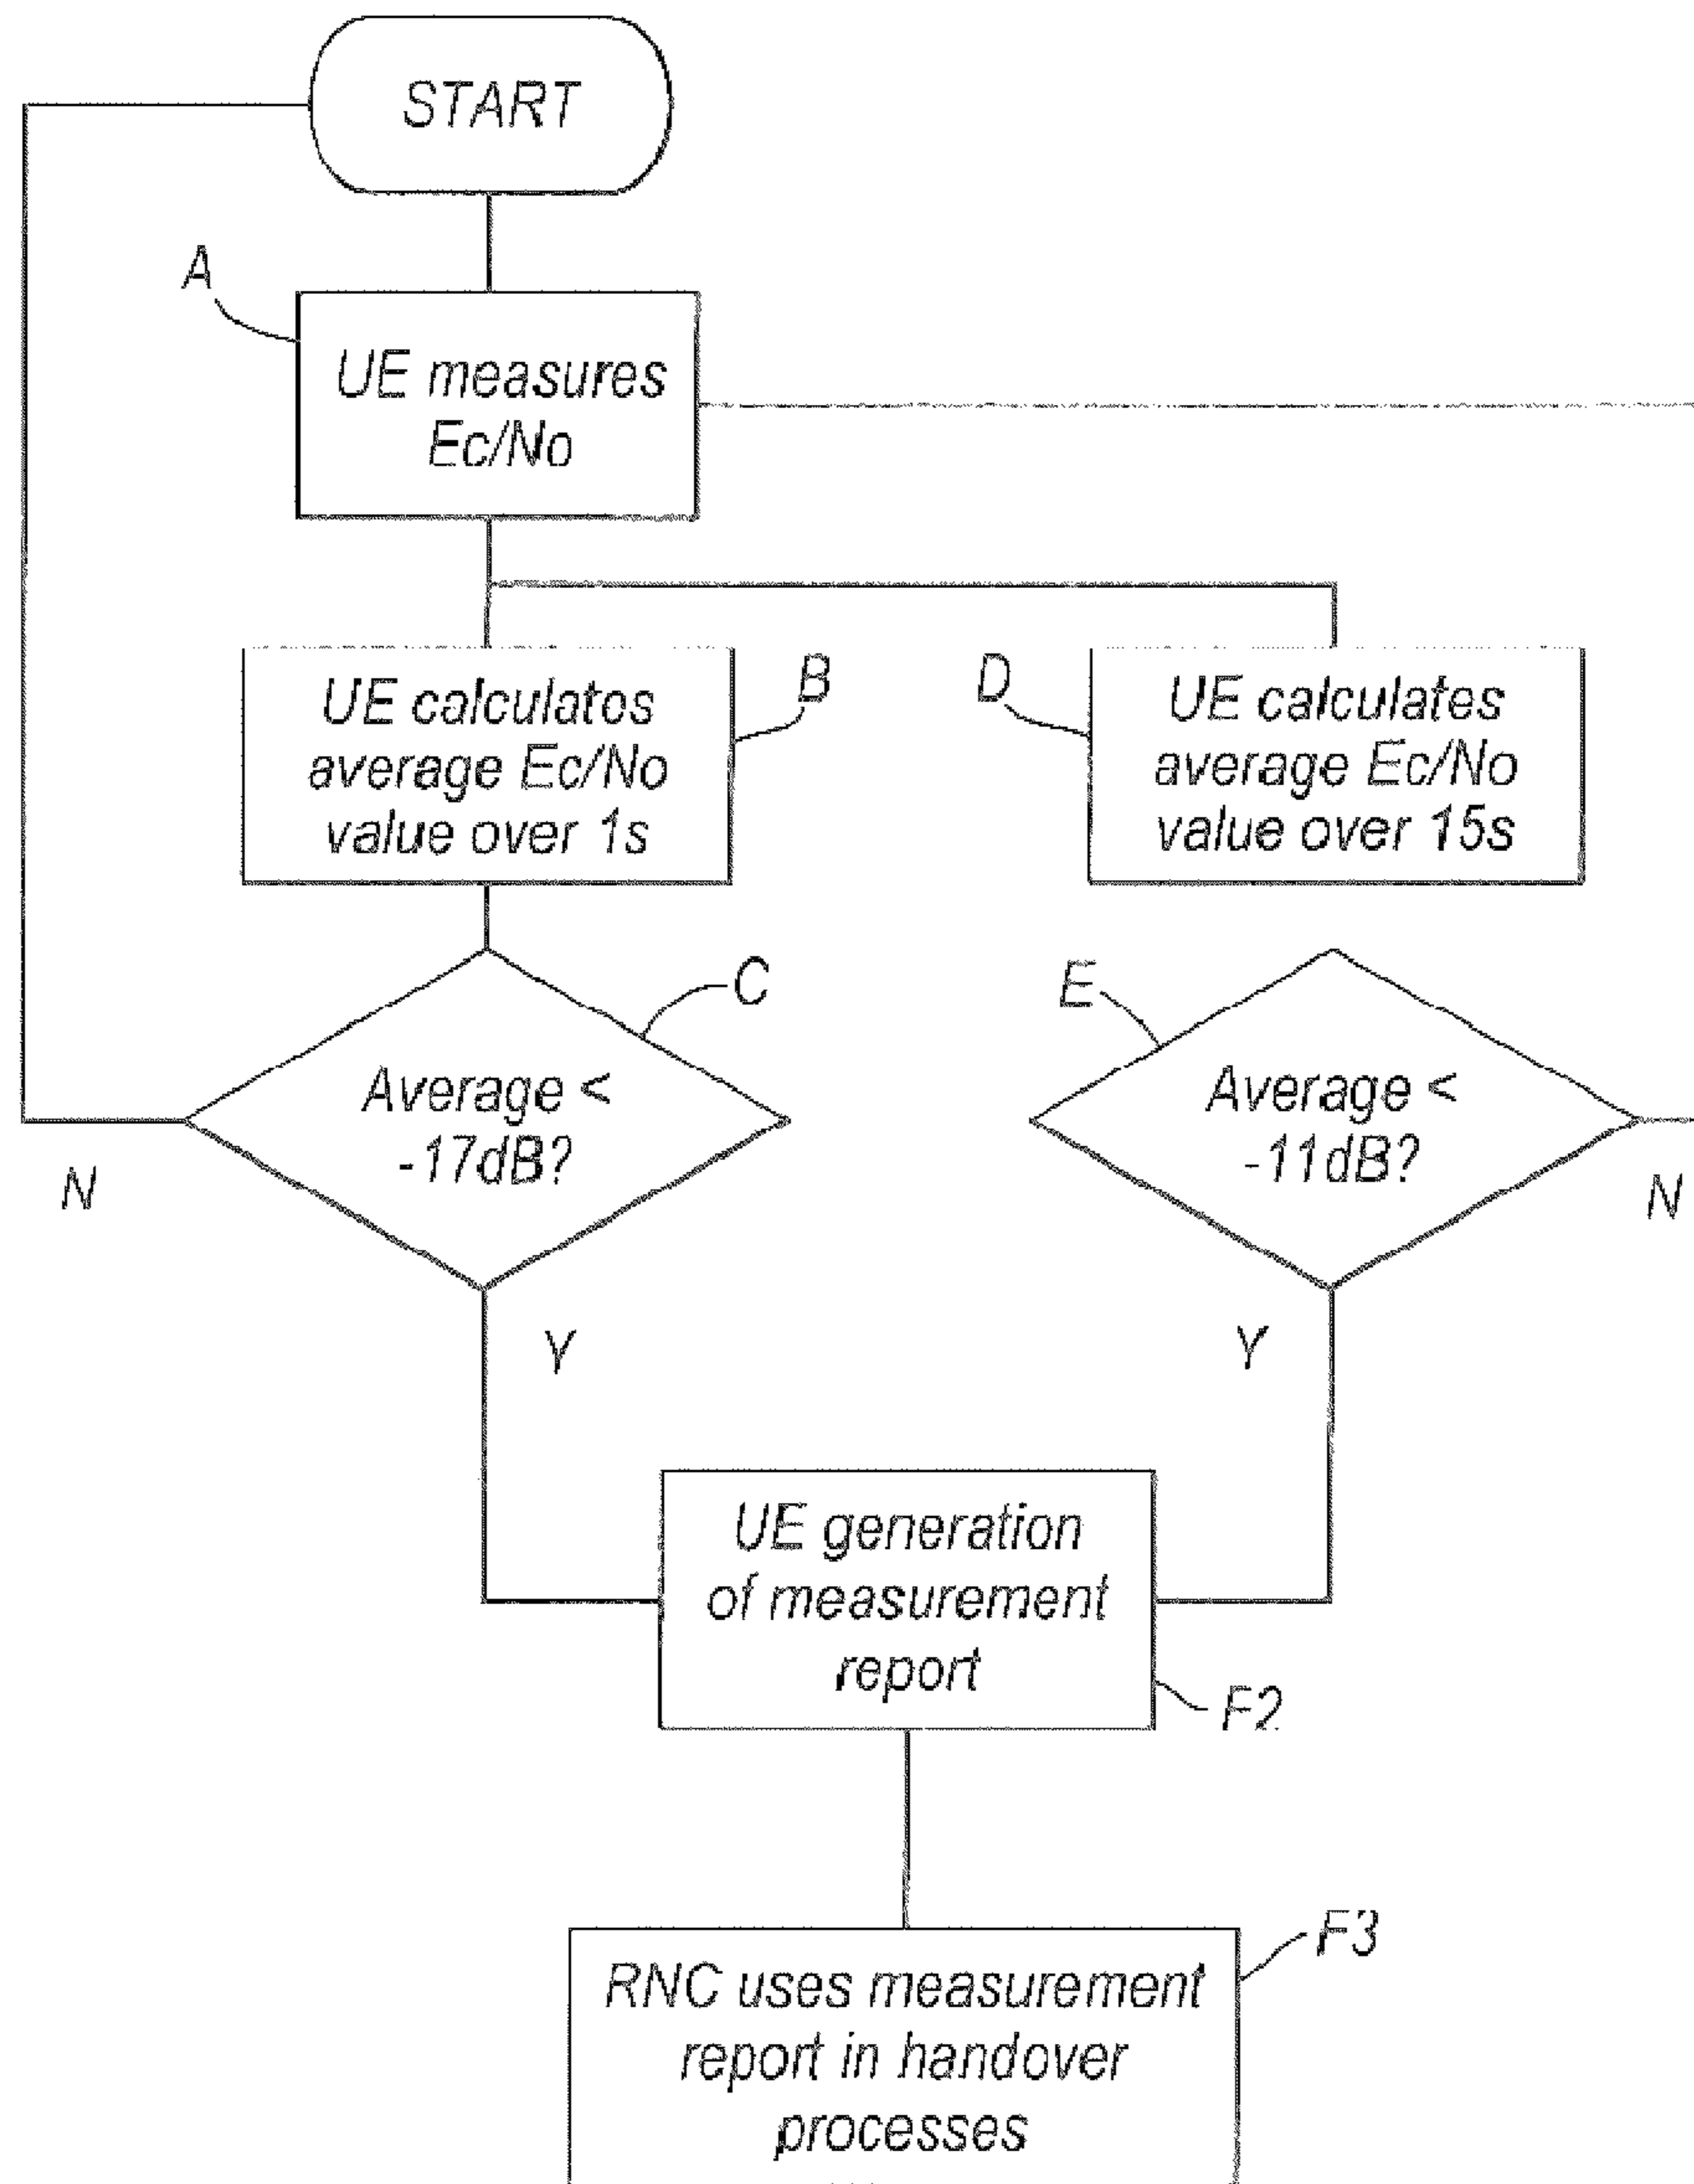 START
A
UE measures
Ec/No
UE calculates
average Ec/No
value over 1s
B
D
UE calculates
average Ec/No
value over 15s
C
Average <
-17dB?
N
Y
E
Average <
-11dB?
N
Y
UE generation
of measurement
report
F2
F3
RNC uses measurement
report in handover
processes